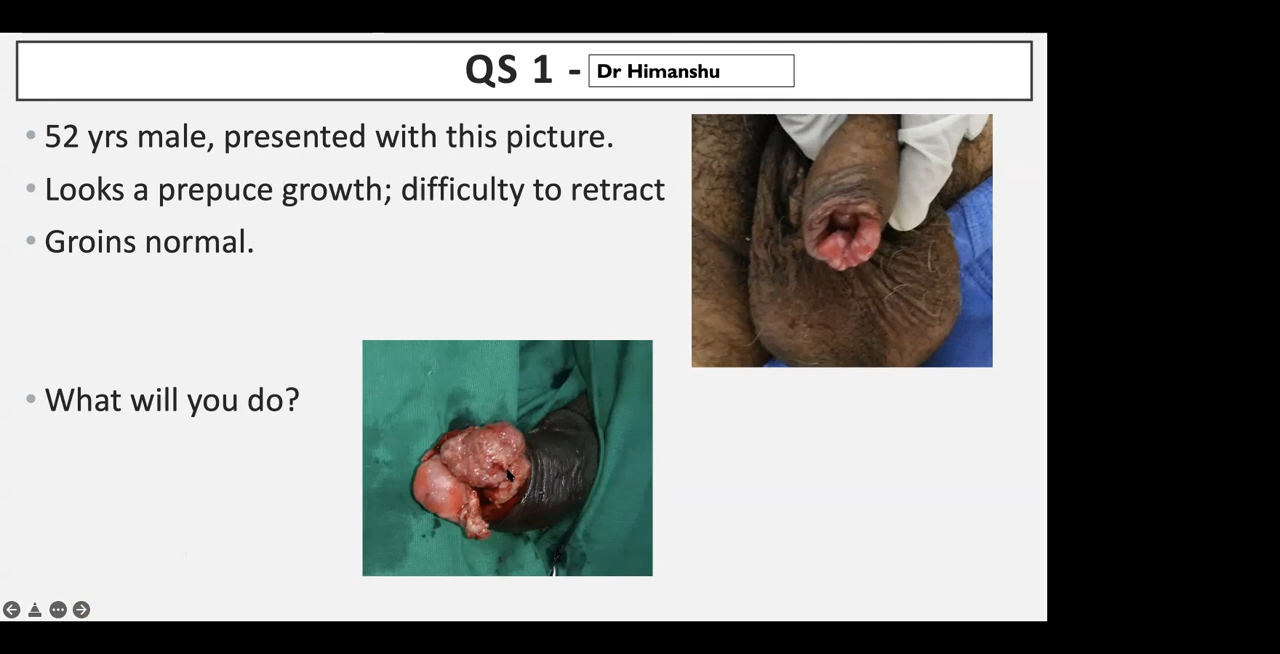 QS 1 - Dr Himanshu
52 yrs male, presented with this picture.
Looks a prepuce growth; difficulty to retract
Groins normal.
What will you do?